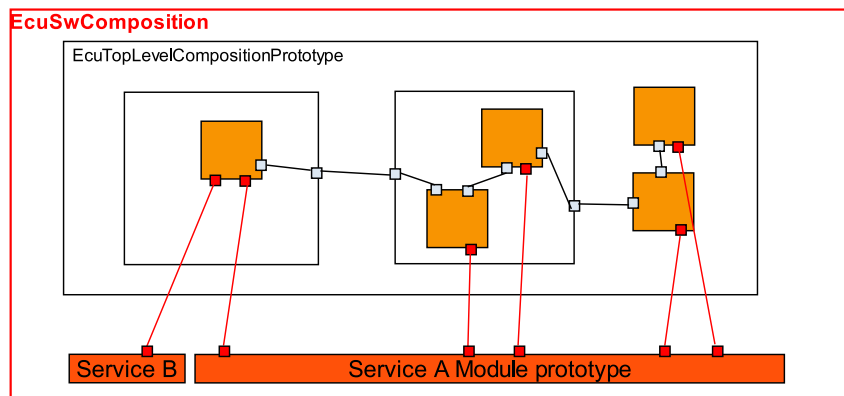 EcuSwComposition
EcuTopLevelCompositionPrototype
Service B
Service A Module prototype